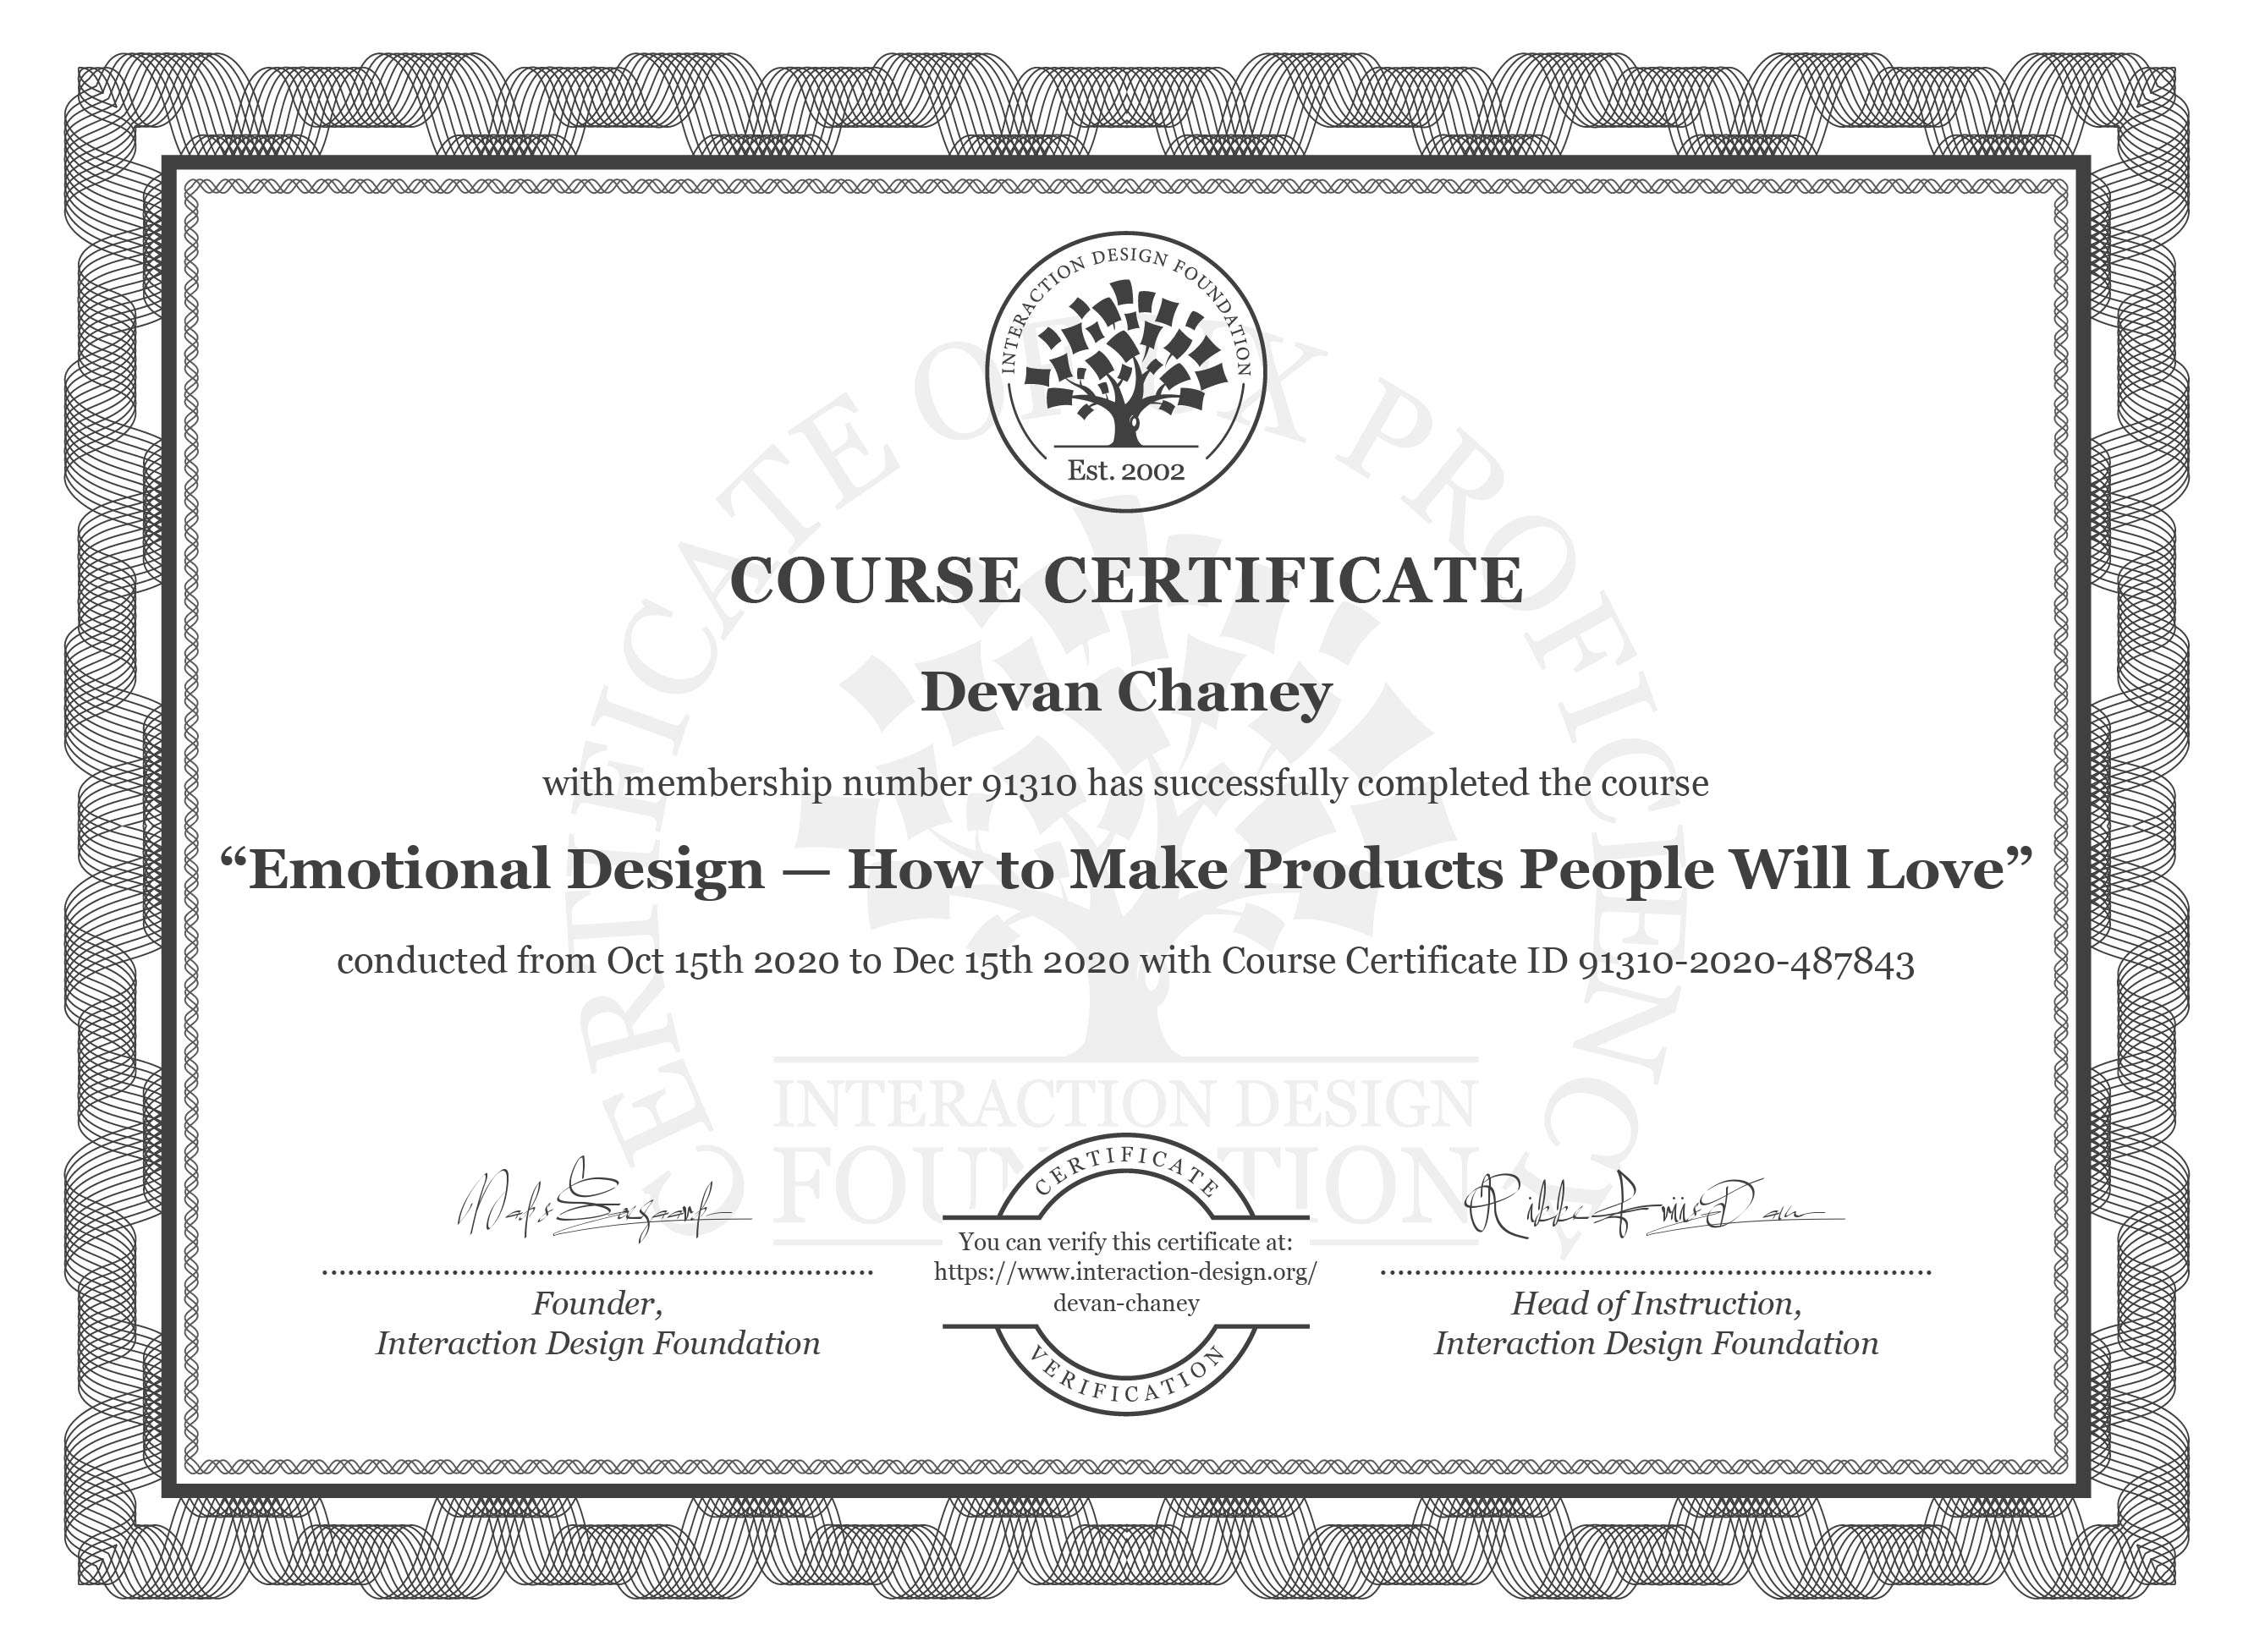 INTERACTION DESIGN FOUNDATION
Est. 2002
CERTIFICATE OF UX PROFICIENCY
COURSE CERTIFICATE
Devan Chaney
with membership number 91310 has successfully completed the course
“Emotional Design — How to Make Products People Will Love”
conducted from Oct 15th 2020 to Dec 15th 2020 with Course Certificate ID 91310-2020-487843
INTERACTION DESIGN
FOUNDATION
Founder,
Interaction Design Foundation
CERTIFICATE
You can verify this certificate at:
https://www.interaction-design.org/
devan-chaney
VERIFICATION
Head of Instruction,
Interaction Design Foundation